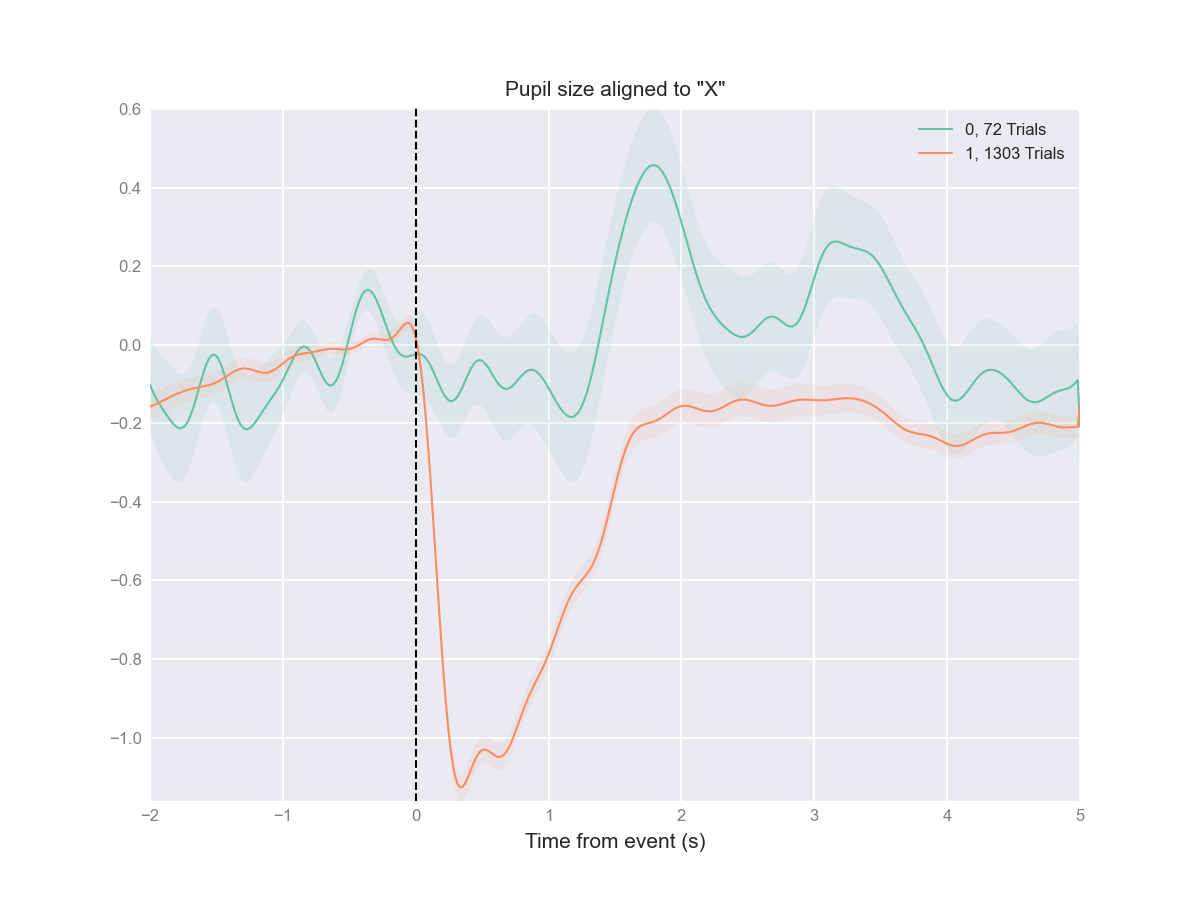 Pupil size aligned to "X"
0.6
0.4
0.2
0.0
−0.2
−0.4
−0.6
−0.8
−1.0
0, 72 Trials
1, 1303 Trials
−2 −1 0 1 2 3 4 5
Time from event (s)